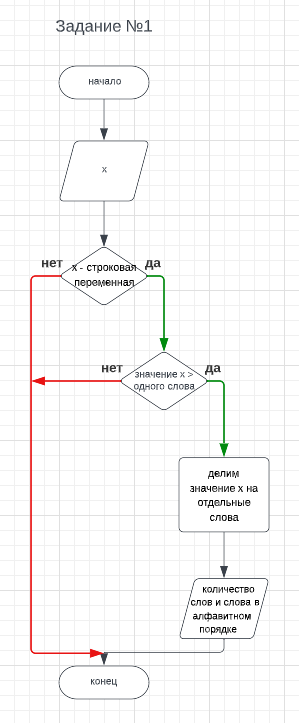 Задание №1
начало
x
нет
да
x - строковая
переменная
нет
да
значение x >
одного слова
делим
значение x на
отдельные
слова
количество
слов и слова в
алфавитном
порядке
конец